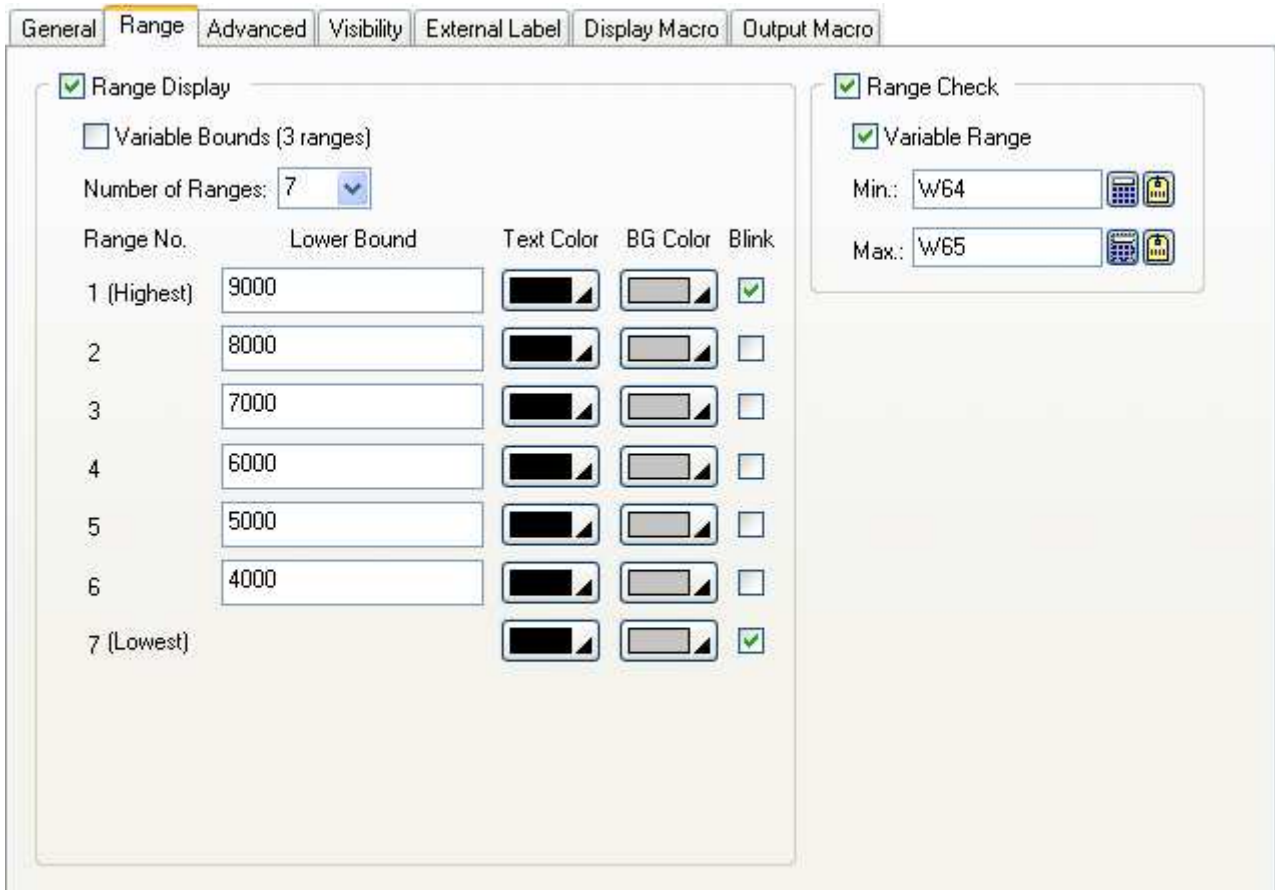 General Range Advanced Visibility External Label Display Macro Output Macro
Range Display
Variable Bounds (3 ranges)
Number of Ranges: 7
Range No. Lower Bound Text Color BG Color Blink
1 (Highest) 9000
2 8000
3 7000
4 6000
5 5000
6 4000
7 (Lowest)
Range Check
Variable Range
Min.: W64
Max.: W65